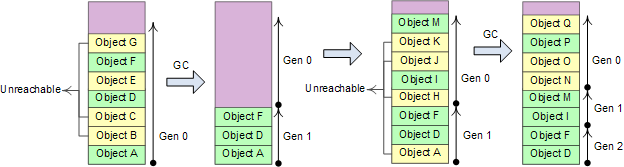 Object G
Object F
Object E
Object D
Object C
Object B
Object A
Unreachable
Gen 0
GC
Object F
Object D
Object A
Gen 0
Gen 1
Object M
Object K
Object J
Object I
Object H
Object F
Object D
Object A
Unreachable
Gen 0
Gen 1
GC
Object Q
Object P
Object O
Object N
Object M
Object I
Object F
Object D
Gen 0
Gen 1
Gen 2